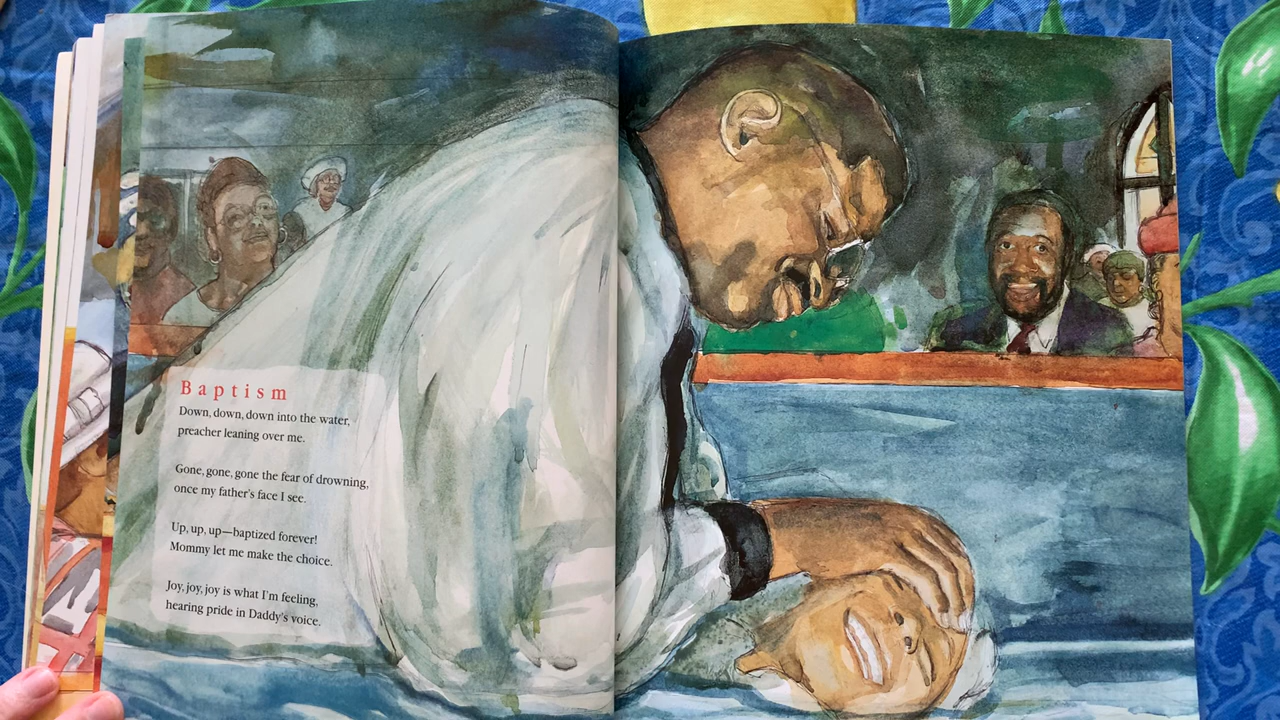 Baptism
Down, down, down into the water,
preacher leaning over me.
Gone, gone, gone the fear of drowning,
once my father's face I see.
Up, up, up—baptized forever!
Mommy let me make the choice.
Joy, joy, joy is what I'm feeling,
hearing pride in Daddy's voice.